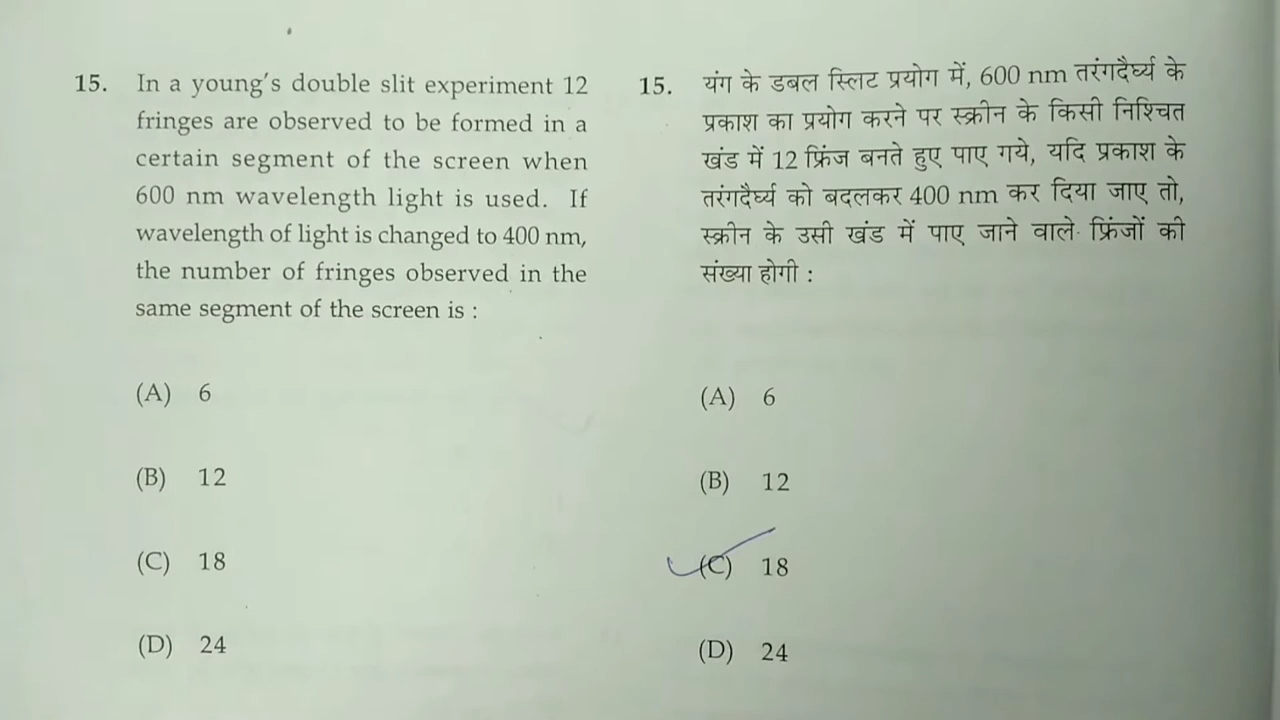 15. In a young's double slit experiment 12
fringes are observed to be formed in a
certain segment of the screen when
600 nm wavelength light is used. If
wavelength of light is changed to 400 nm,
the number of fringes observed in the
same segment of the screen is :
(A) 6
(B) 12
(C) 18
(D) 24
15. यंग के डबल स्लिट प्रयोग में, 600 nm तरंगदैर्घ्य के
प्रकाश का प्रयोग करने पर स्क्रीन के किसी निश्चित
खंड में 12 फ्रिंज बनते हुए पाए गये, यदि प्रकाश के
तरंगदैर्घ्य को बदलकर 400 nm कर दिया जाए तो,
स्क्रीन के उसी खंड में पाए जाने वाले फ्रिंजों की
संख्या होगी :
(A) 6
(B) 12
(C) 18
(D) 24